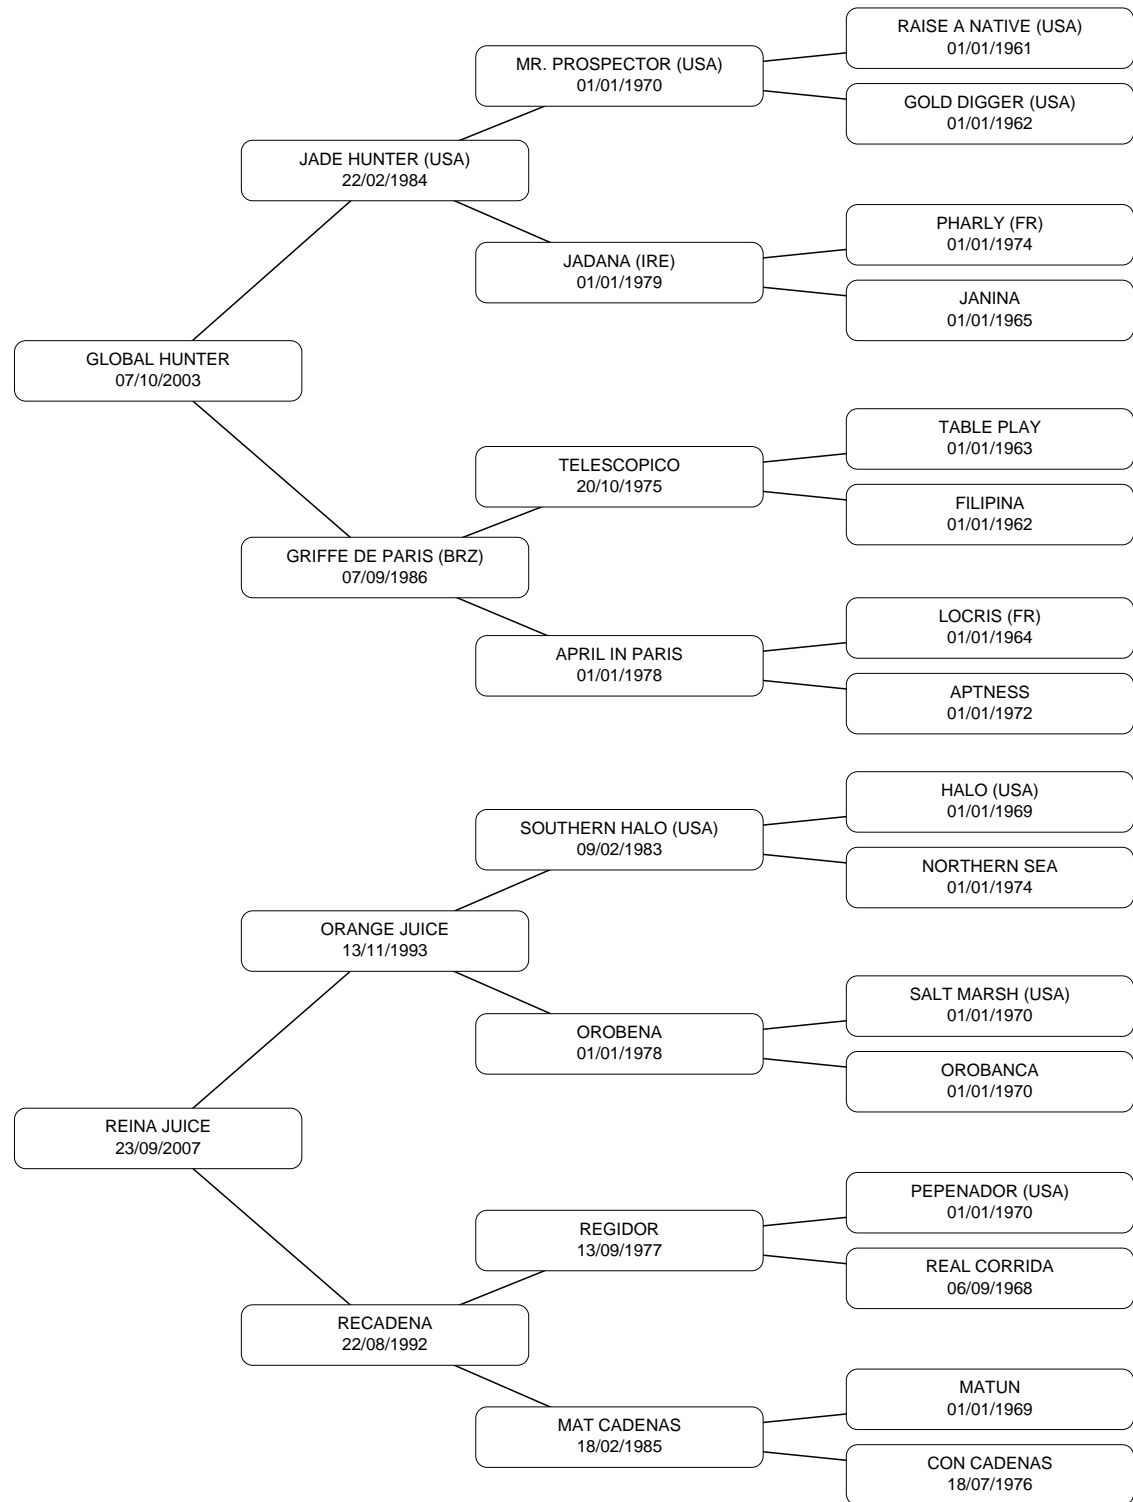 RAISE A NATIVE (USA)
01/01/1961
MR. PROSPECTOR (USA)
01/01/1970
GOLD DIGGER (USA)
01/01/1962
JADE HUNTER (USA)
22/02/1984
PHARLY (FR)
01/01/1974
JADANA (IRE)
01/01/1979
JANINA
01/01/1965
GLOBAL HUNTER
07/10/2003
TABLE PLAY
01/01/1963
TELESCOPICO
20/10/1975
FILIPINA
01/01/1962
GRIFFE DE PARIS (BRZ)
07/09/1986
LOCRIS (FR)
01/01/1964
APRIL IN PARIS
01/01/1978
APTNESS
01/01/1972
HALO (USA)
01/01/1969
SOUTHERN HALO (USA)
09/02/1983
NORTHERN SEA
01/01/1974
ORANGE JUICE
13/11/1993
SALT MARSH (USA)
01/01/1970
OROBENA
01/01/1978
OROBANCA
01/01/1970
REINA JUICE
23/09/2007
PEPENADOR (USA)
01/01/1970
REGIDOR
13/09/1977
REAL CORRIDA
06/09/1968
RECADENA
22/08/1992
MATUN
01/01/1969
MAT CADENAS
18/02/1985
CON CADENAS
18/07/1976